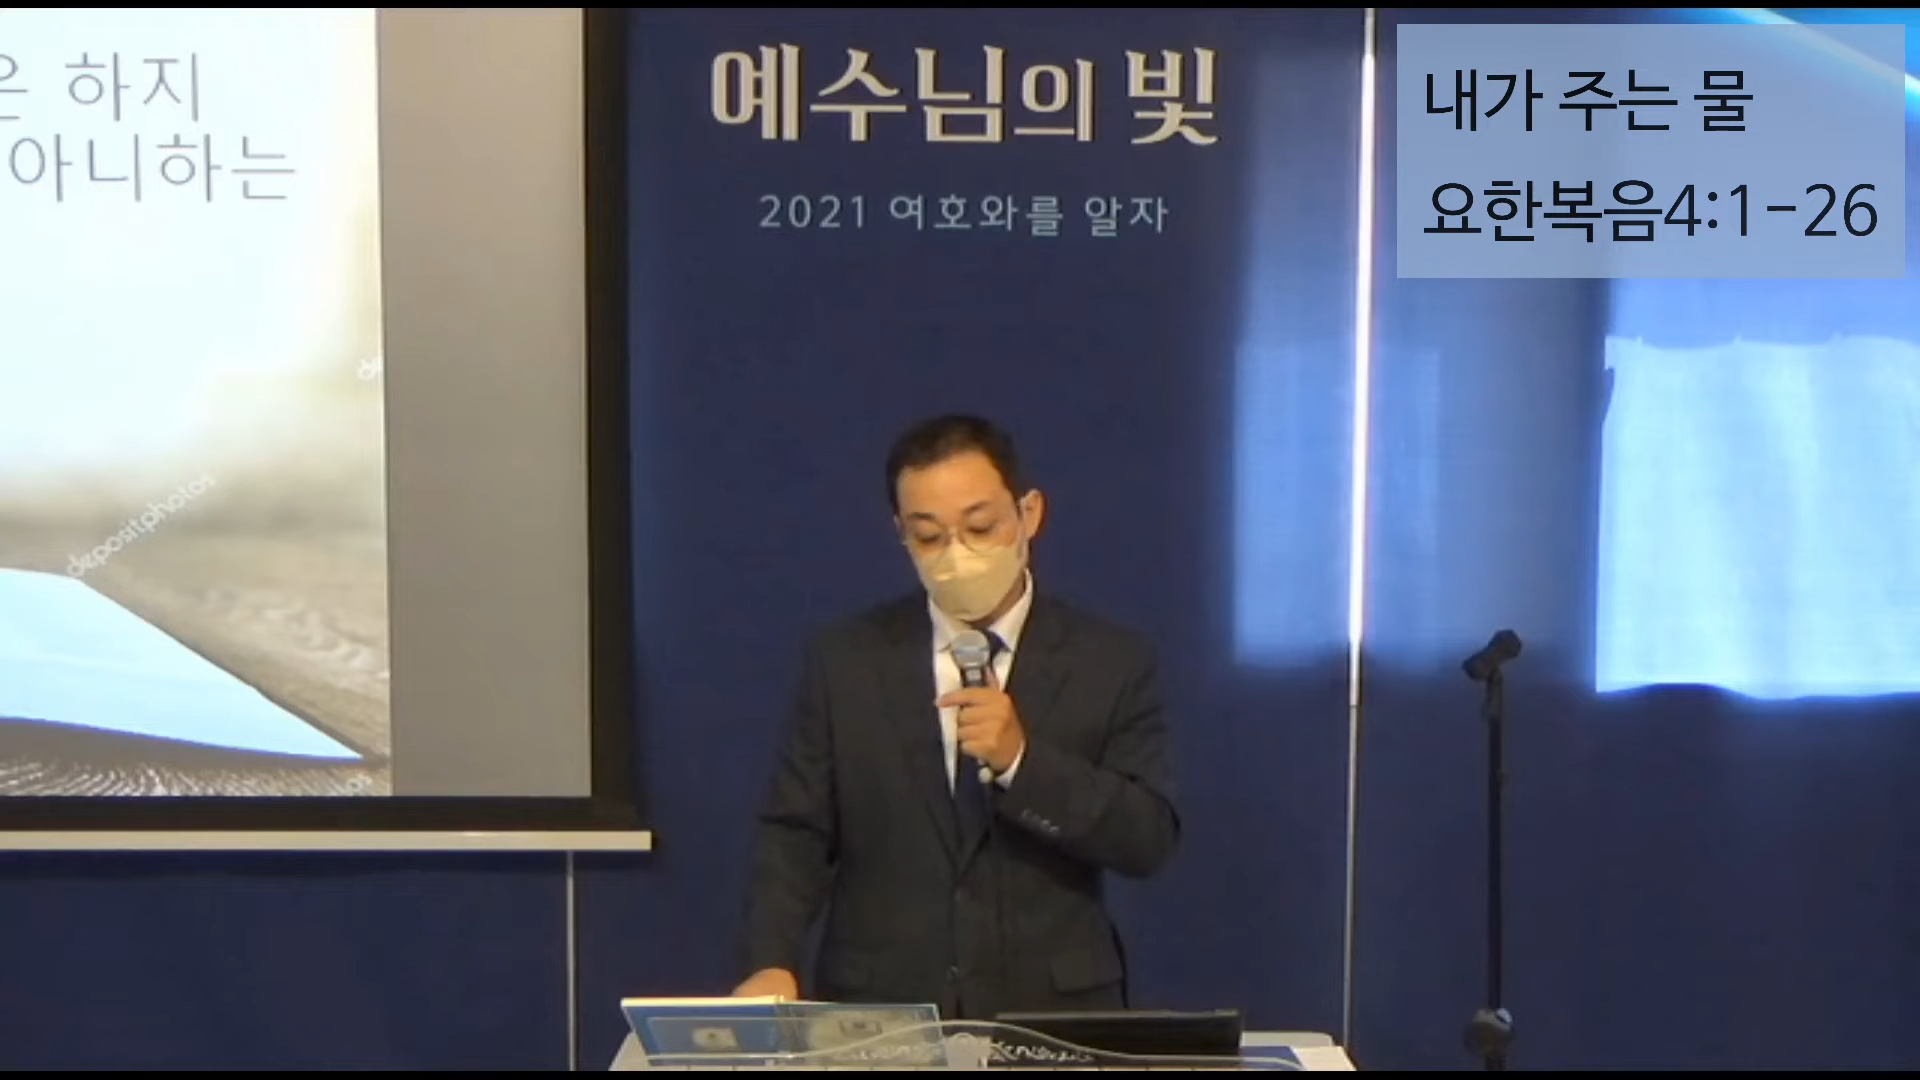 은 하지
아니하는
depositphotos
예수님의 빛
2021 여호와를 알자
내가 주는 물
요한복음4:1-26